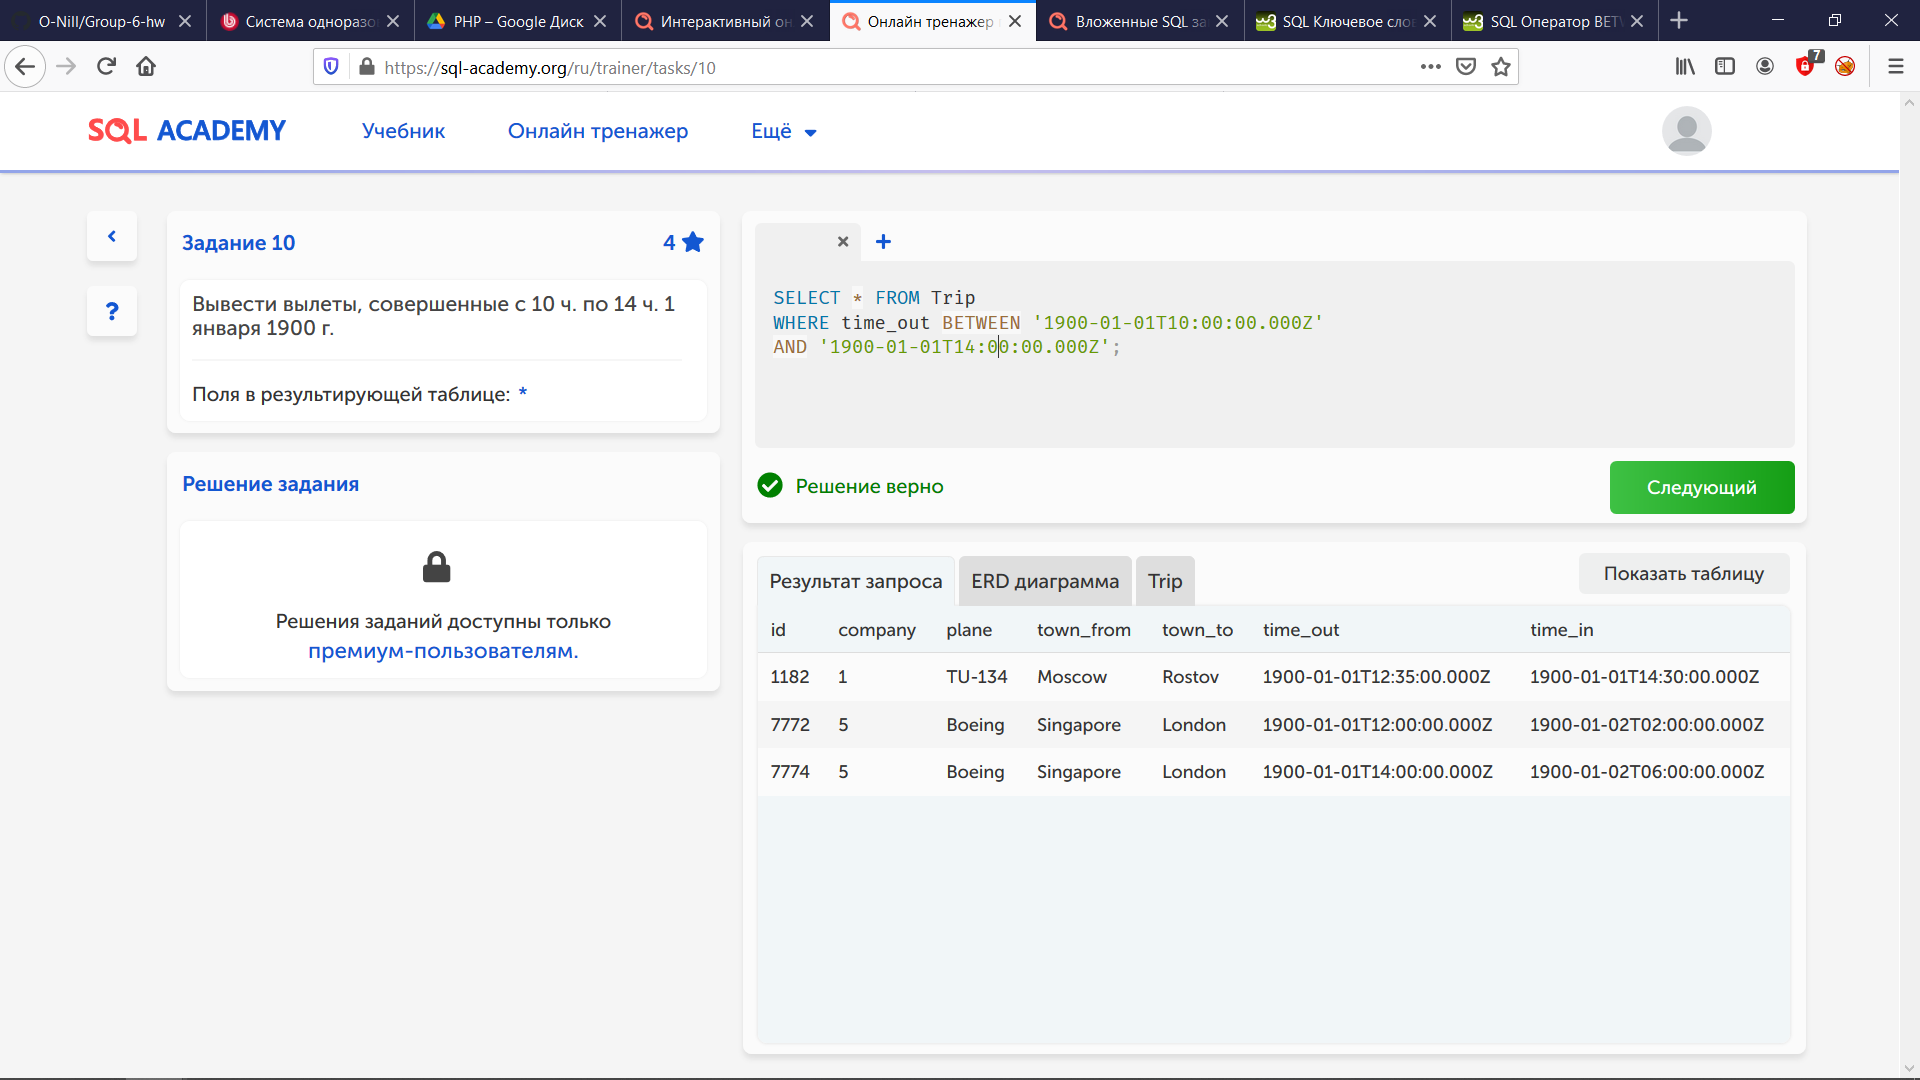 O-Nill/Group-6-hw
Система одноразо
PHP – Google Диск
Интерактивный он
Онлайн тренажер
Вложенные SQL за
SQL Ключевое сло
SQL Оператор BET
https://sql-academy.org/ru/trainer/tasks/10
7
SQL ACADEMY
Учебник
Онлайн тренажер
Ещё
Задание 10
4
Вывести вылеты, совершенные с 10 ч. по 14 ч. 1
января 1900 г.
Поля в результирующей таблице: *
Решение задания
Решения заданий доступны только
премиум-пользователям.
SELECT * FROM Trip
WHERE time_out BETWEEN '1900-01-01T10:00:00.000Z'
AND '1900-01-01T14:00:00.000Z';
Решение верно
Следующий
Результат запроса
ERD диаграмма
Trip
Показать таблицу
id company plane town_from town_to time_out time_in
1182 1 TU-134 Moscow Rostov 1900-01-01T12:35:00.000Z 1900-01-01T14:30:00.000Z
7772 5 Boeing Singapore London 1900-01-01T12:00:00.000Z 1900-01-02T02:00:00.000Z
7774 5 Boeing Singapore London 1900-01-01T14:00:00.000Z 1900-01-02T06:00:00.000Z